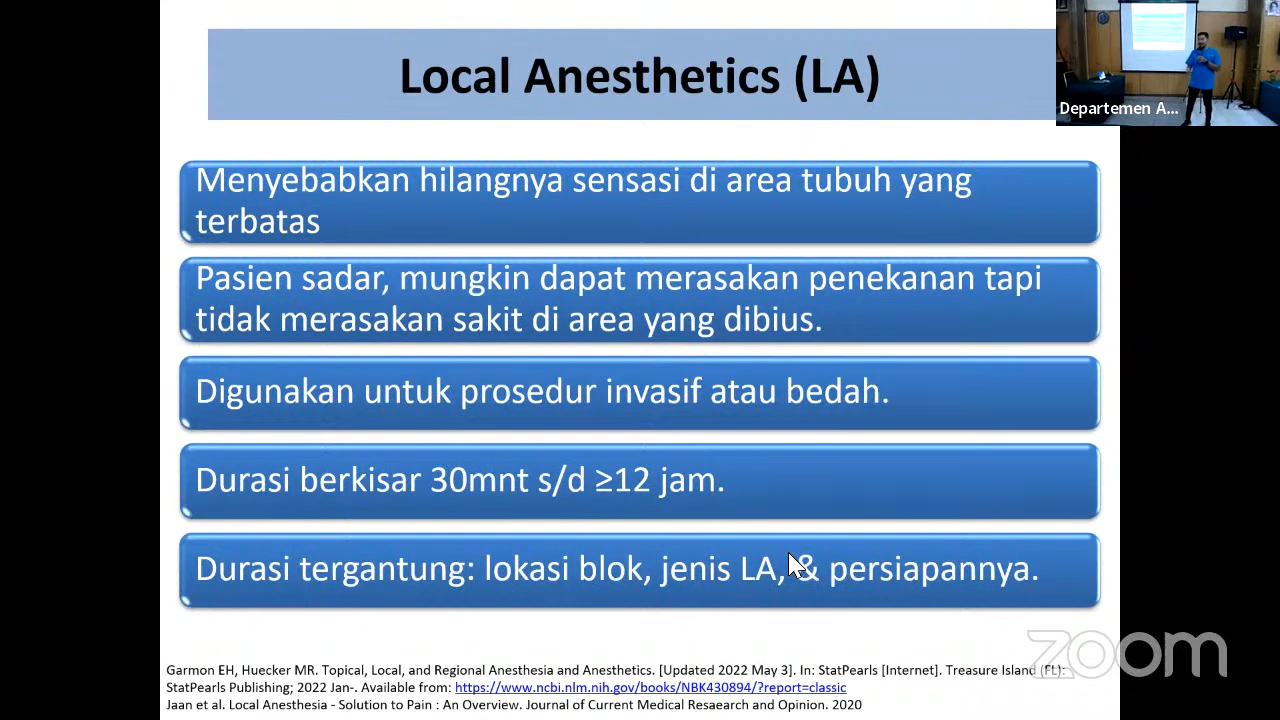 Local Anesthetics (LA)
Departemen A...
Menyebabkan hilangnya sensasi di area tubuh yang
terbatas
Pasien sadar, mungkin dapat merasakan penekanan tapi
tidak merasakan sakit di area yang dibius.
Digunakan untuk prosedur invasif atau bedah.
Durasi berkisar 30mnt s/d ≥12 jam.
Durasi tergantung: lokasi blok, jenis LA, & persiapannya.
zoom
Garmon EH, Huecker MR. Topical, Local, and Regional Anesthesia and Anesthetics. [Updated 2022 May 3]. In: StatPearls [Internet]. Treasure Island (FL):
StatPearls Publishing; 2022 Jan-. Available from: https://www.ncbi.nlm.nih.gov/books/NBK430894/?report=classic
Jaan et al. Local Anesthesia - Solution to Pain : An Overview. Journal of Current Medical Resaearch and Opinion. 2020